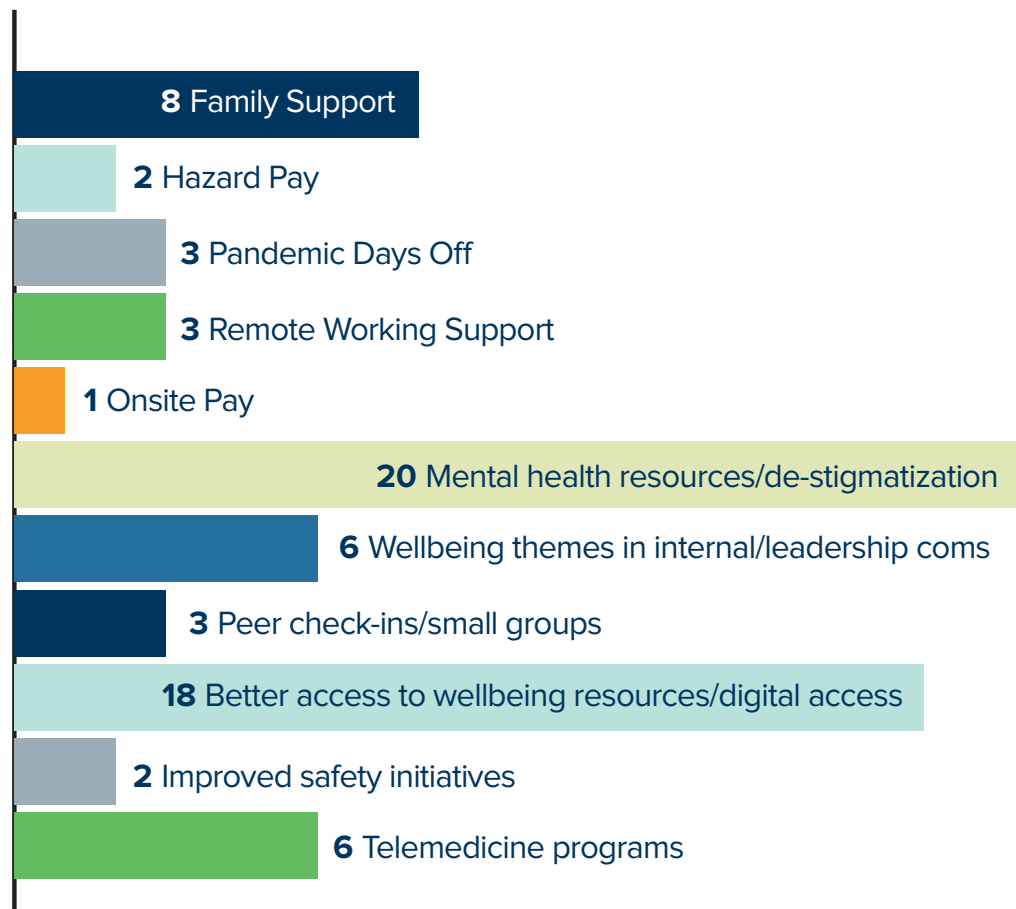 8 Family Support
2 Hazard Pay
3 Pandemic Days Off
3 Remote Working Support
1 Onsite Pay
20 Mental health resources/de-stigmatization
6 Wellbeing themes in internal/leadership coms
3 Peer check-ins/small groups
18 Better access to wellbeing resources/digital access
2 Improved safety initiatives
6 Telemedicine programs